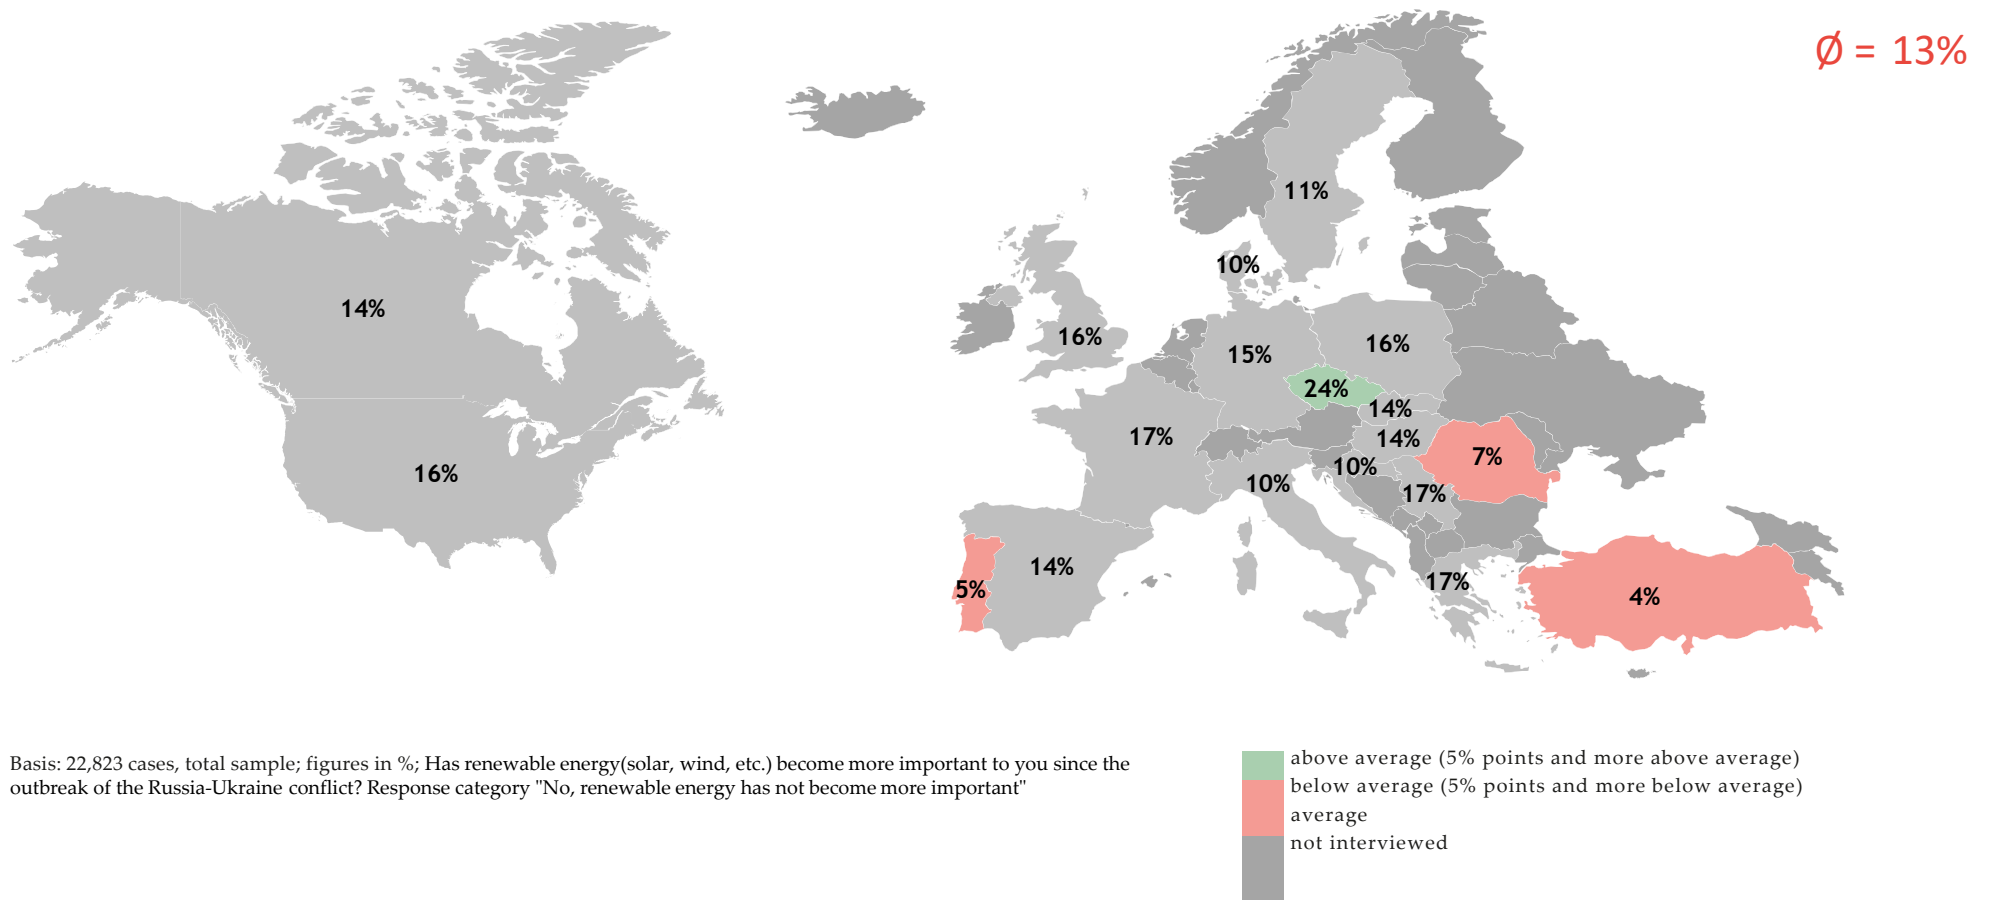 Ø = 13%
11%
10%
14%
16%
16%
15%
16%
24%
14%
17%
14%
7%
10%
10%
17%
16%
14%
5%
17%
4%
Basis: 22,823 cases, total sample; figures in %; Has renewable energy(solar, wind, etc.) become more important to you since the
outbreak of the Russia-Ukraine conflict? Response category "No, renewable energy has not become more important"
above average (5% points and more above average)
below average (5% points and more below average)
average
not interviewed